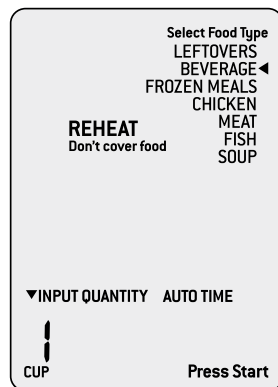 Select Food Type
LEFTOVERS
BEVERAGE◀
FROZEN MEALS
CHICKEN
MEAT
FISH
SOUP
REHEAT
Don't cover food
▼INPUT QUANTITY AUTO TIME
1
CUP
Press Start